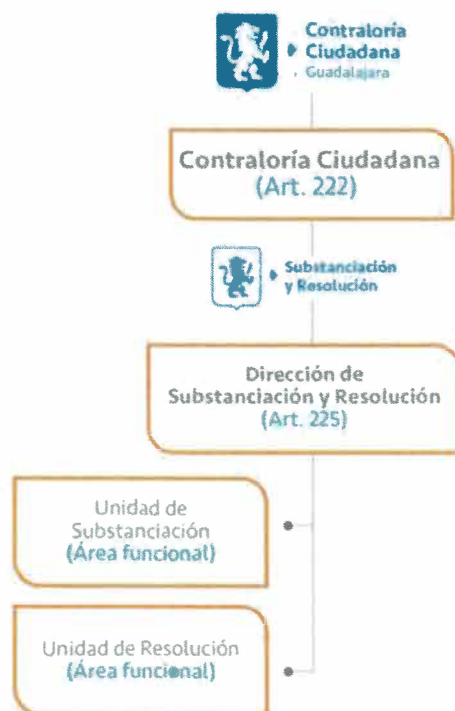 Contraloría
Ciudadana
Guadalajara
Contraloría Ciudadana
(Art. 222)
Substanciación
y Resolución
Dirección de
Substanciación y Resolución
(Art. 225)
Unidad de
Substanciación
(Área funcional)
Unidad de Resolución
(Área funcional)